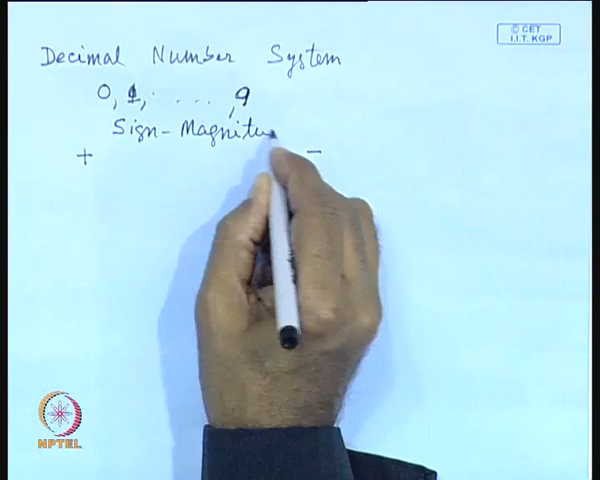 © CET
I.I.T. KGP
Decimal Number System
0, 1, . . . . , 9
Sign-Magnitu
+ -
NPTEL